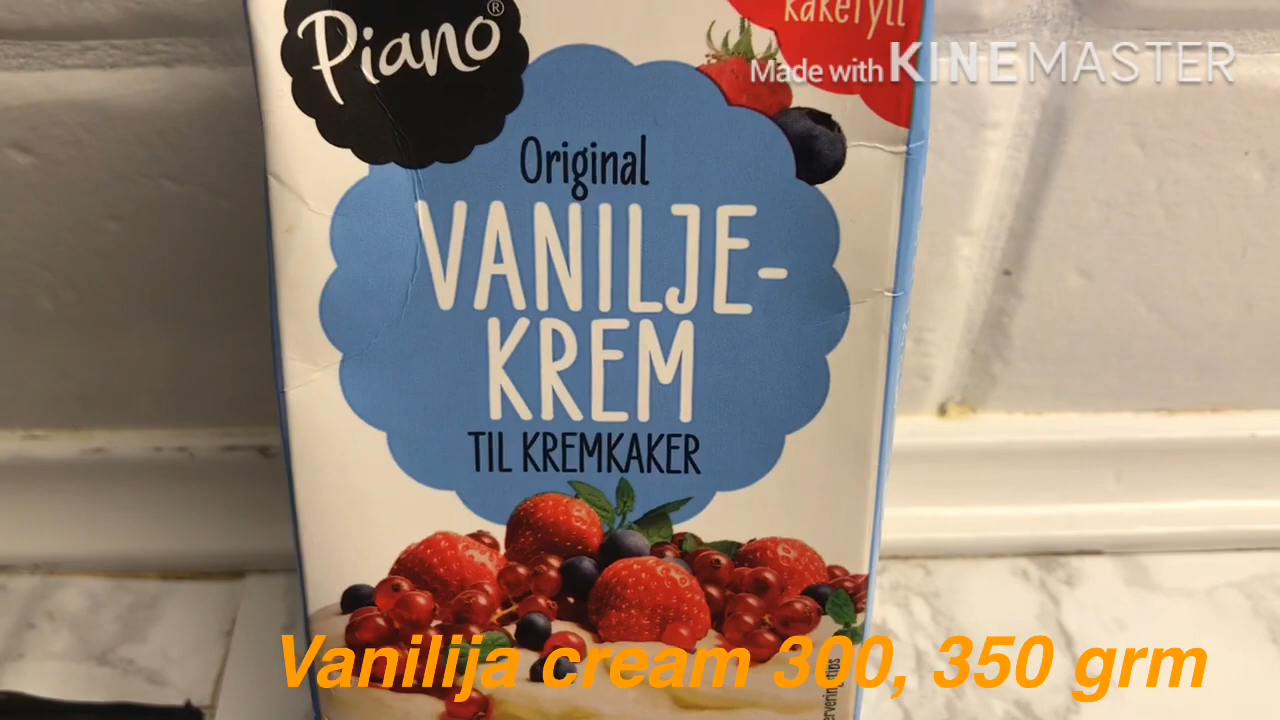 Piano®
kakefyll
Made with KINEMASTER
Original
VANILJE-
KREM
TIL KREMKAKER
Vanilija cream 300, 350 grm